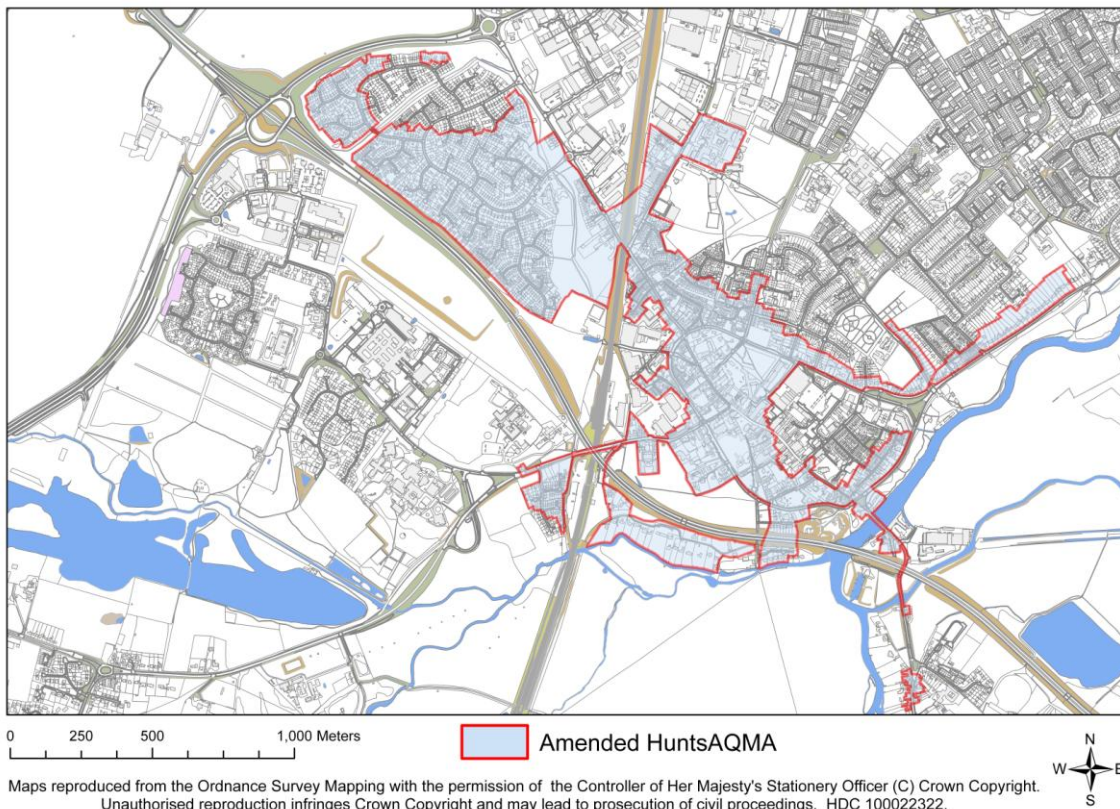 0 250 500 1,000 Meters
Amended HuntsAQMA
N
W E
S
Maps reproduced from the Ordnance Survey Mapping with the permission of the Controller of Her Majesty's Stationery Officer (C) Crown Copyright.
Unauthorised reproduction infringes Crown Copyright and may lead to prosecution of civil proceedings. HDC 100022322.